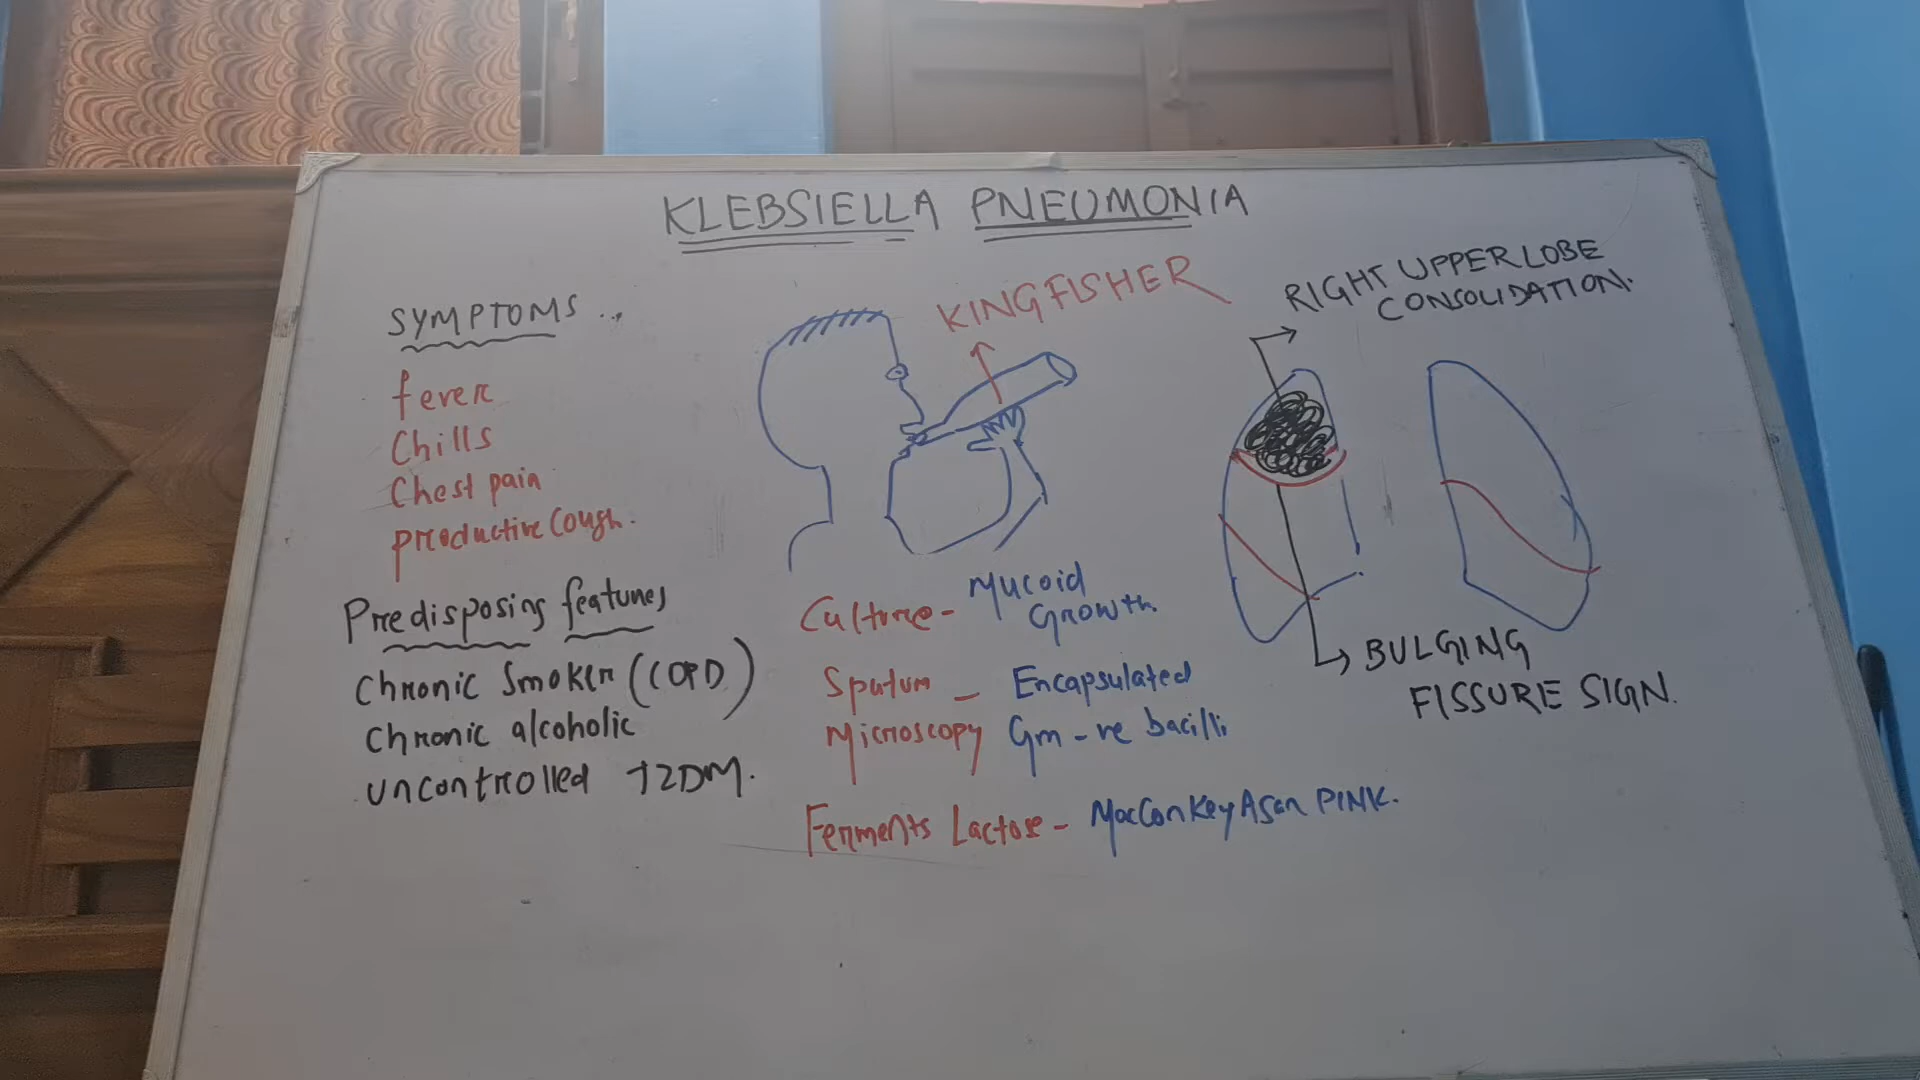 KLEBSIELLA PNEUMONIA
SYMPTOMS ...
fever
Chills
Chest pain
productive Cough.
Predisposing features
Chronic Smoker (COPD)
Chronic alcoholic
uncontrolled T2DM.
KINGFISHER
Culture - Mucoid
Growth.
Sputum - Encapsulated
Microscopy Gm -ve bacilli
Ferments Lactose - MacConkey Agar PINK.
RIGHT UPPER LOBE
CONSOLIDATION.
BULGING
FISSURE SIGN.